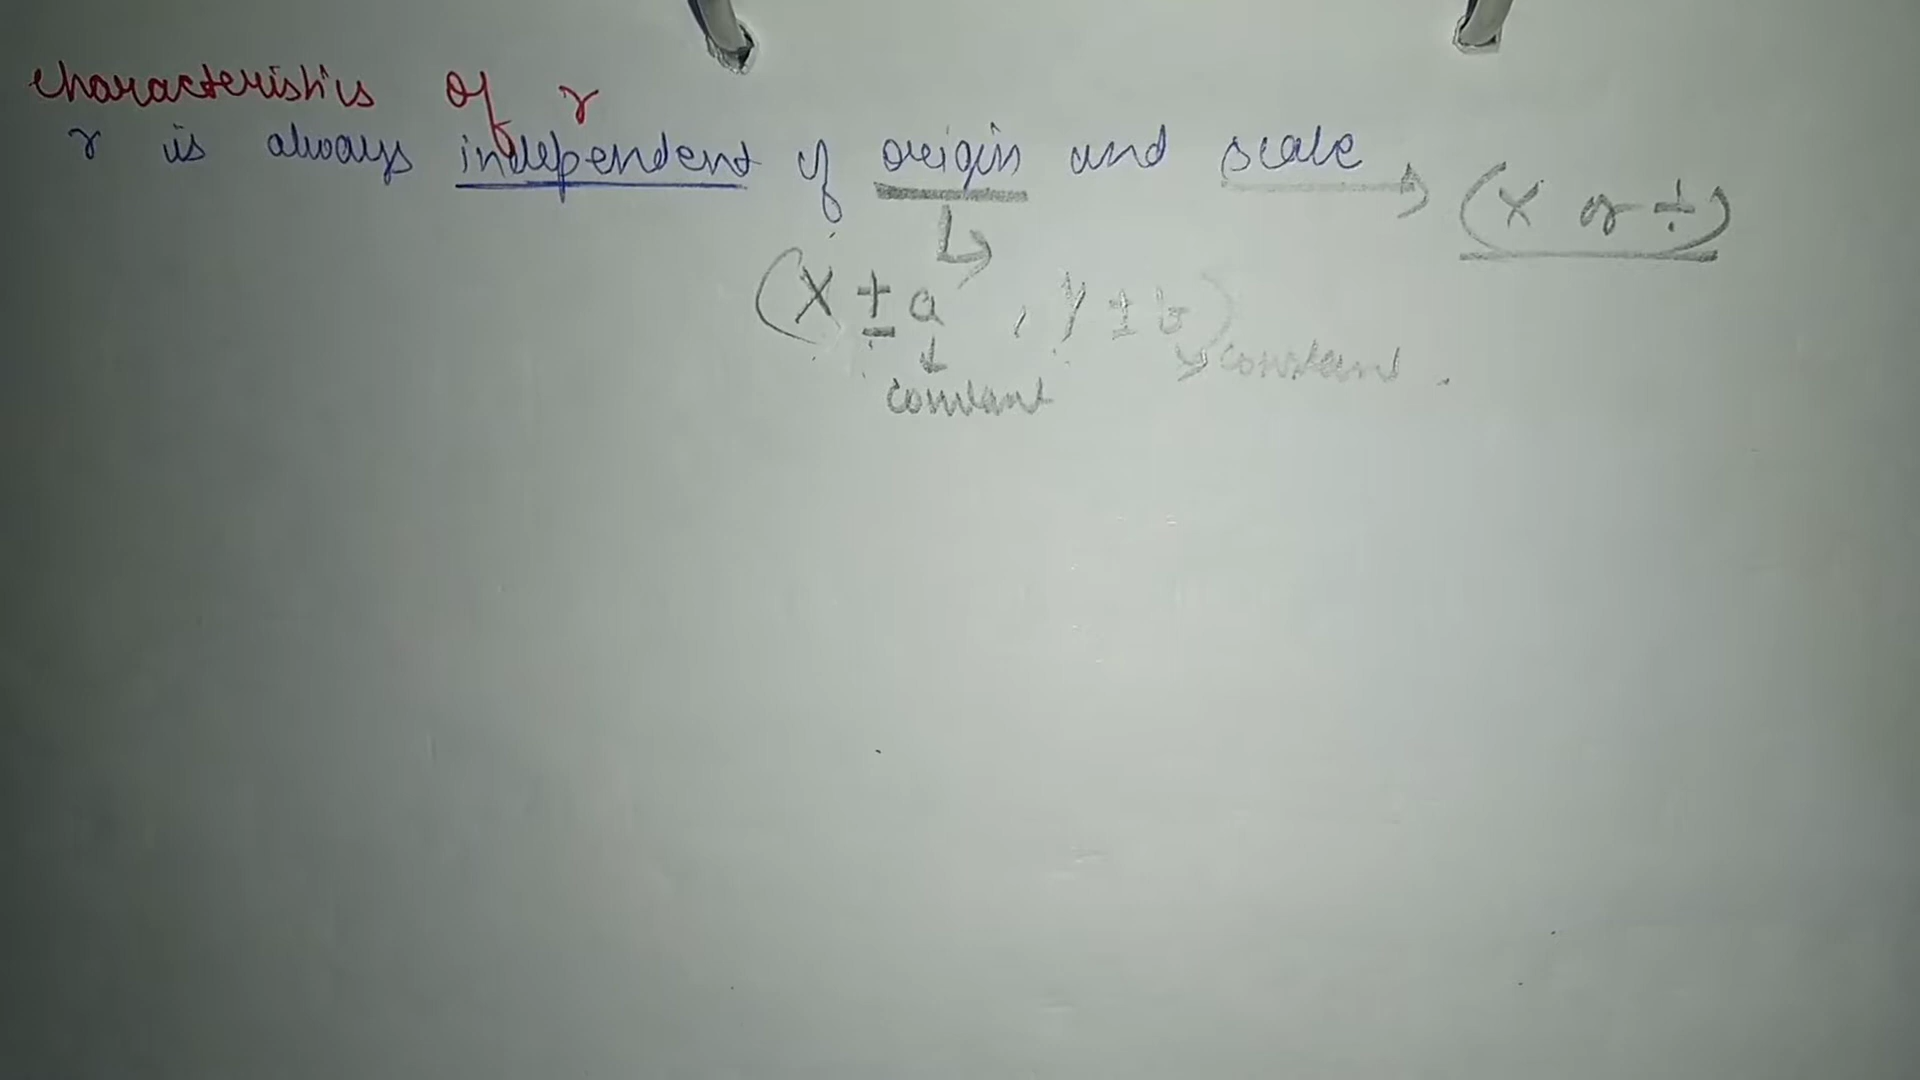 characteristics of r
r is always independent of origin and scale → (× or ÷)
(X ± a , Y ± b)
constant
constant